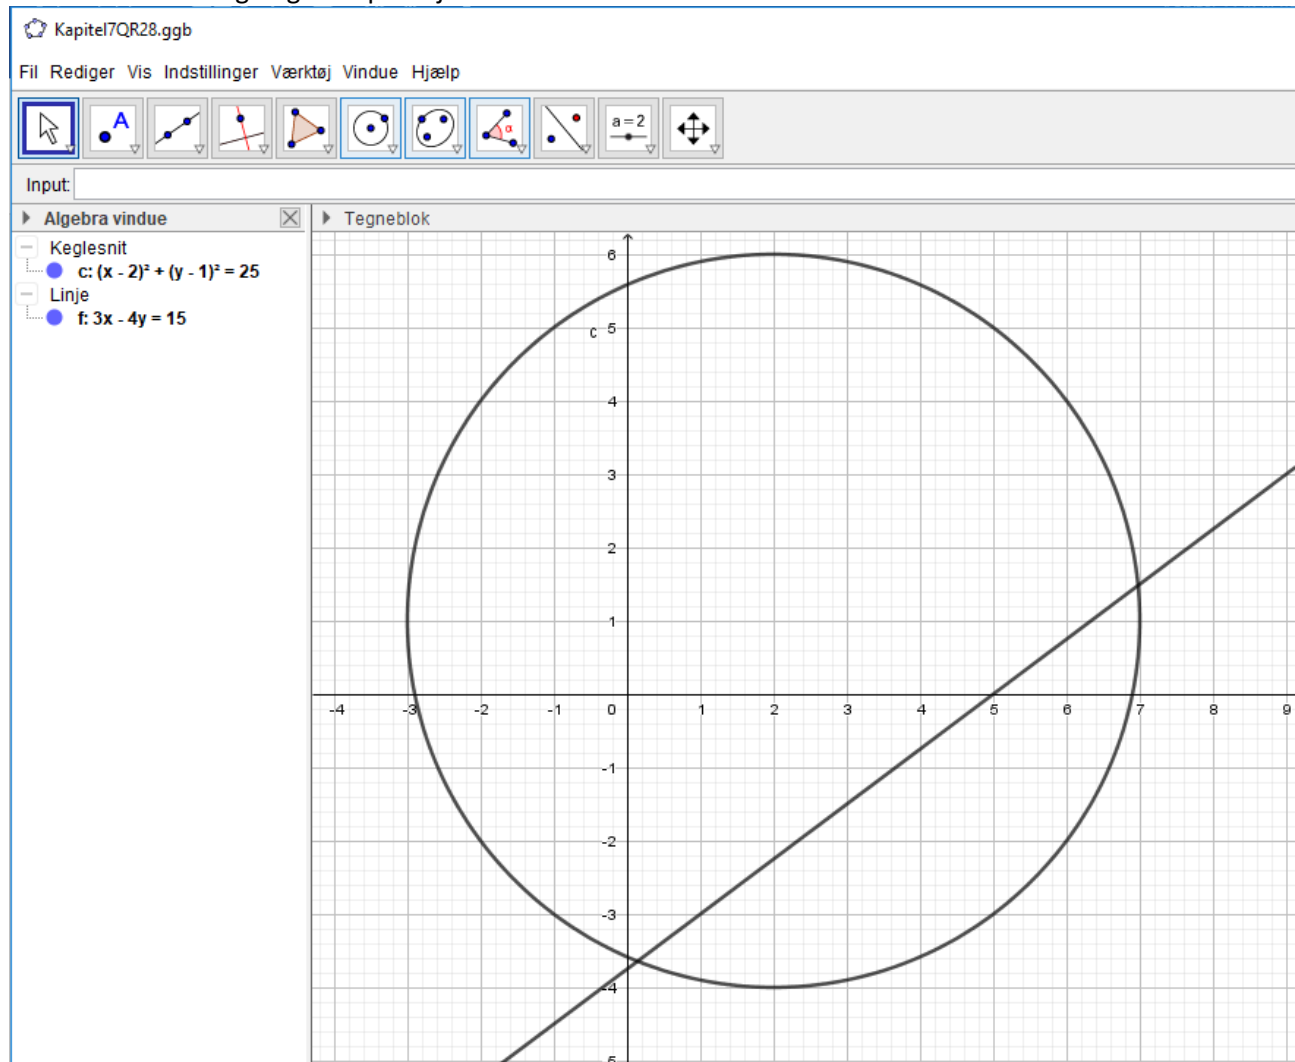 Kapitel7QR28.ggb
Fil Rediger Vis Indstillinger Værktøj Vindue Hjælp
A
α
a=2
Input:
Algebra vindue
Tegneblok
Keglesnit
c: (x - 2)² + (y - 1)² = 25
Linje
f: 3x - 4y = 15
6
c 5
4
3
2
1
-4 -3 -2 -1 0 1 2 3 4 5 6 7 8 9
-1
-2
-3
-4